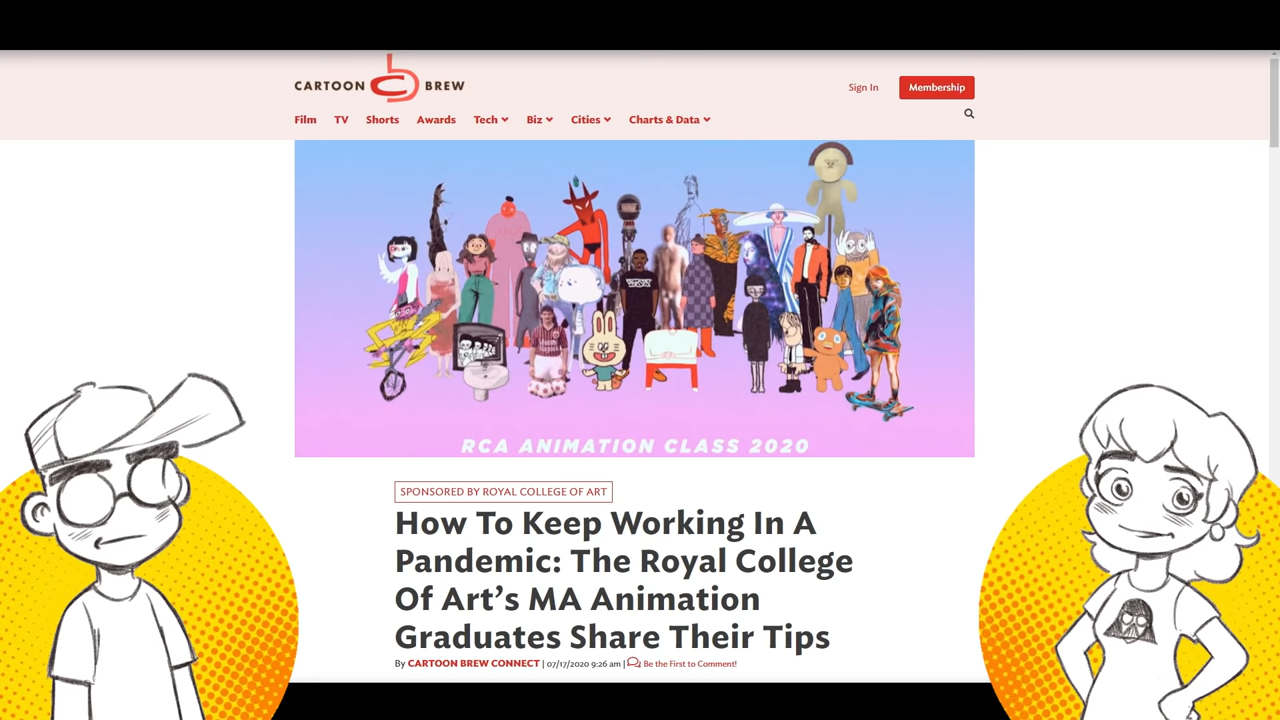 CARTOON BREW
Sign In
Membership
Film TV Shorts Awards Tech Biz Cities Charts & Data
RCA ANIMATION CLASS 2020
SPONSORED BY ROYAL COLLEGE OF ART
How To Keep Working In A
Pandemic: The Royal College
Of Art’s MA Animation
Graduates Share Their Tips
By CARTOON BREW CONNECT | 07/17/2020 9:26 am | Be the First to Comment!